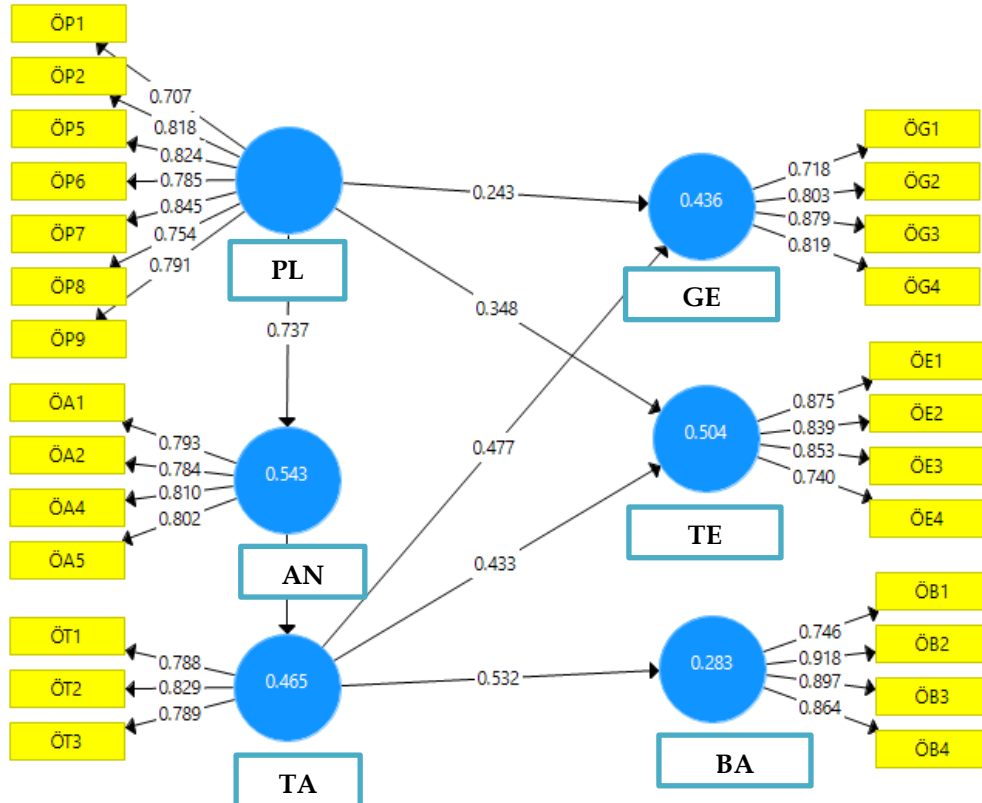 ÖP1
ÖP2
ÖP5
ÖP6
ÖP7
ÖP8
ÖP9
0.707
0.818
0.824
0.785
0.845
0.754
0.791
PL
0.737
ÖA1
ÖA2
ÖA4
ÖA5
0.793
0.784
0.810
0.802
0.543
AN
ÖT1
ÖT2
ÖT3
0.788
0.829
0.789
0.465
TA
0.243
0.348
0.477
0.433
0.532
0.436
GE
0.718
0.803
0.879
0.819
ÖG1
ÖG2
ÖG3
ÖG4
0.504
TE
0.875
0.839
0.853
0.740
ÖE1
ÖE2
ÖE3
ÖE4
0.283
BA
0.746
0.918
0.897
0.864
ÖB1
ÖB2
ÖB3
ÖB4